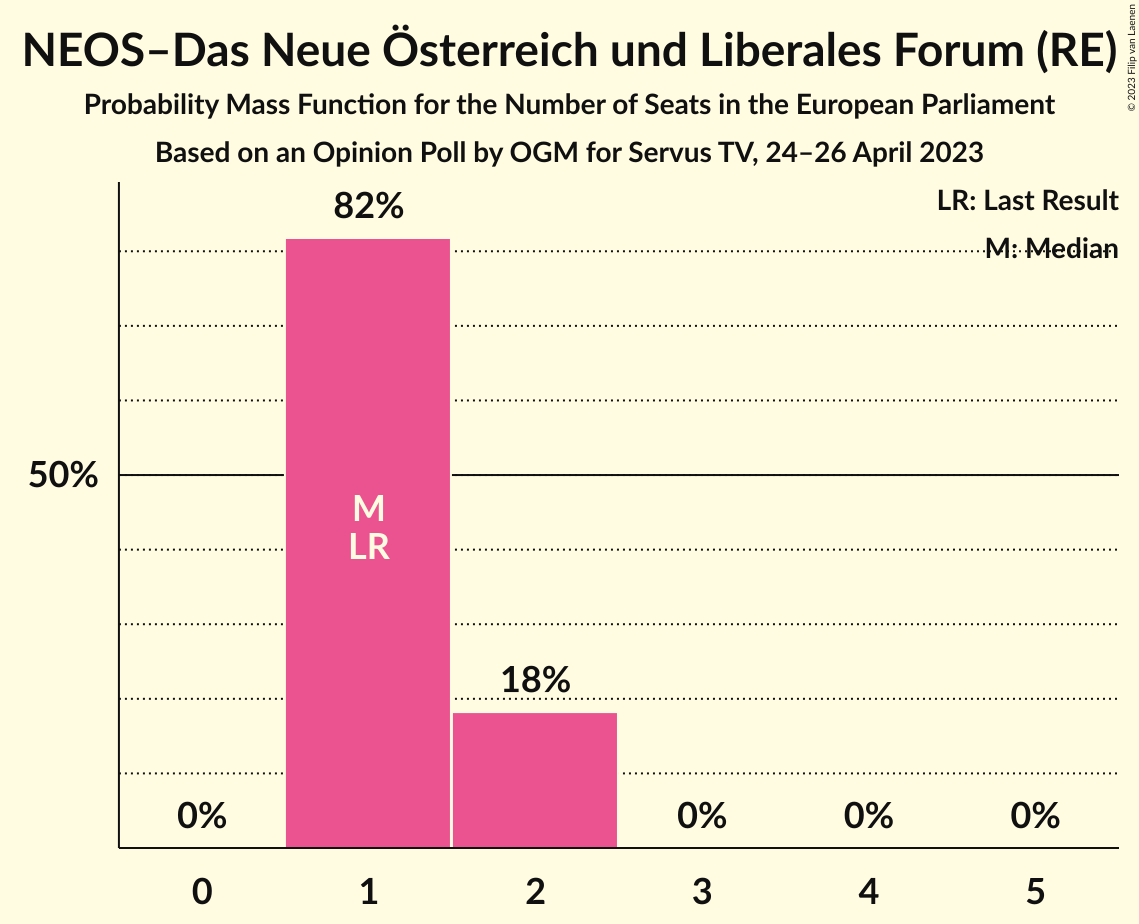 NEOS–Das Neue Österreich und Liberales Forum (RE)
Probability Mass Function for the Number of Seats in the European Parliament
Based on an Opinion Poll by OGM for Servus TV, 24–26 April 2023
© 2023 Filip van Laenen
LR: Last Result
M: Median
82%
50%
M
LR
18%
0%
0%
0%
0%
0
1
2
3
4
5